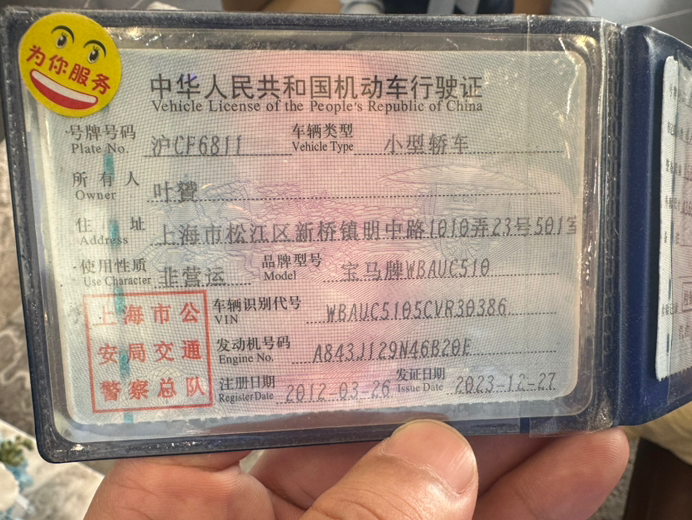 为你服务
中华人民共和国机动车行驶证
Vehicle License of the People's Republic of China
号牌号码 沪CF6811 车辆类型 小型轿车
Plate No. Vehicle Type
所有人 叶贇
Owner
住址 上海市松江区新桥镇明中路1010弄23号501室
Address
使用性质 非营运 品牌型号 宝马牌WBAUC510
Use Character Model
上海市公
安局交通
警察总队
车辆识别代号 WBAUC5105CVR30386
VIN
发动机号码 A843J129N46B20E
Engine No.
注册日期 2012-03-26 发证日期 2023-12-27
Register Date Issue Date